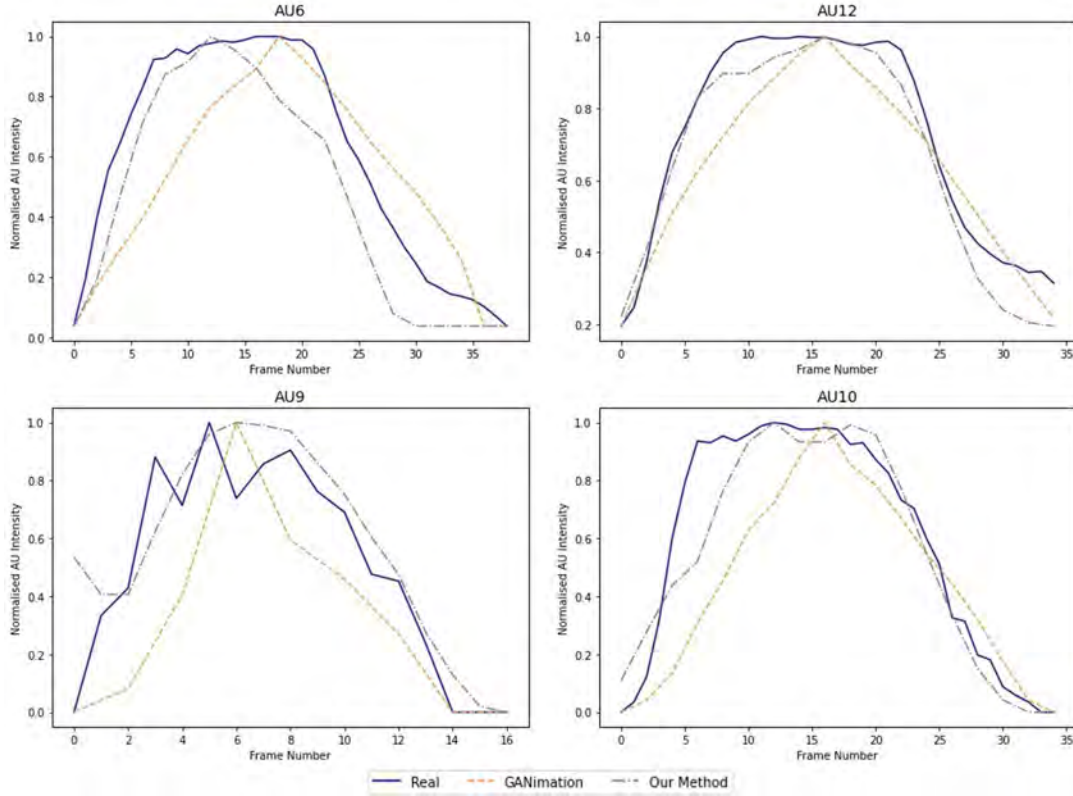 AU6
AU12
Normalised AU Intensity
1.0
0.8
0.6
0.4
0.2
0.0
0 5 10 15 20 25 30 35
Frame Number
Normalised AU Intensity
1.0
0.8
0.6
0.4
0.2
0 5 10 15 20 25 30 35
Frame Number
AU9
AU10
Normalised AU Intensity
1.0
0.8
0.6
0.4
0.2
0.0
0 2 4 6 8 10 12 14 16
Frame Number
Normalised AU Intensity
1.0
0.8
0.6
0.4
0.2
0.0
0 5 10 15 20 25 30 35
Frame Number
Real GANimation Our Method